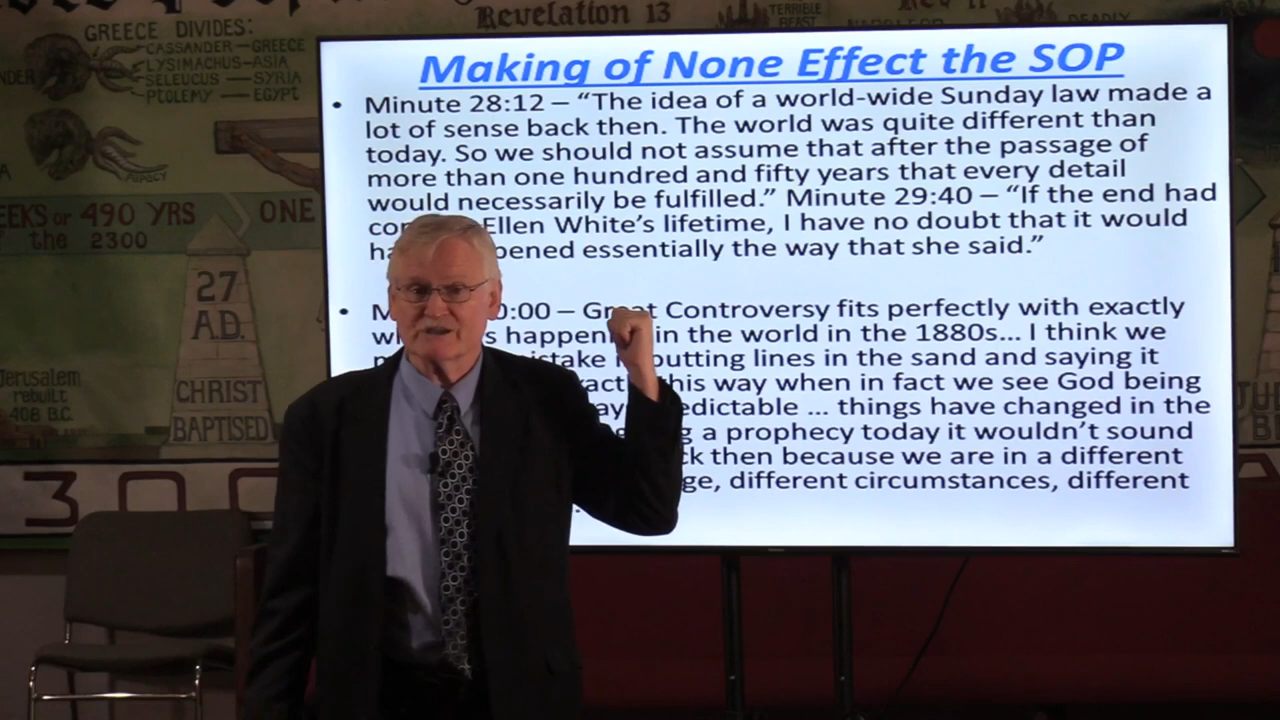 Revelation 13
TERRIBLE
BEAST
DEADLY
GREECE DIVIDES:
CASSANDER—GREECE
LYSIMACHUS-ASIA
SELEUCUS — SYRIA
PTOLEMY — EGYPT
490 YRS
the 2300
ONE
27
A.D.
CHRIST
BAPTISED
Jerusalem
rebuilt
408 B.C.
Making of None Effect the SOP
• Minute 28:12 – “The idea of a world-wide Sunday law made a
lot of sense back then. The world was quite different than
today. So we should not assume that after the passage of
more than one hundred and fifty years that every detail
would necessarily be fulfilled.” Minute 29:40 – “If the end had
Ellen White’s lifetime, I have no doubt that it would
essentially the way that she said.”
• 0:00 – Great Controversy fits perfectly with exactly
in the world in the 1880s... I think we
putting lines in the sand and saying it
this way when in fact we see God being
... things have changed in the
a prophecy today it wouldn’t sound
then because we are in a different
different circumstances, different